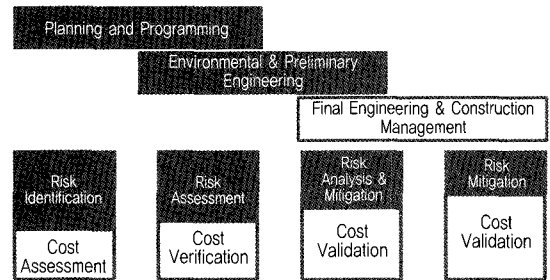 Planning and Programming
Environmental & Preliminary
Engineering
Final Engineering & Construction
Management
Risk
Identification
Cost
Assessment
Risk
Assessment
Cost
Verification
Risk
Analysis &
Mitigation
Cost
Validation
Risk
Mitigation
Cost
Validation